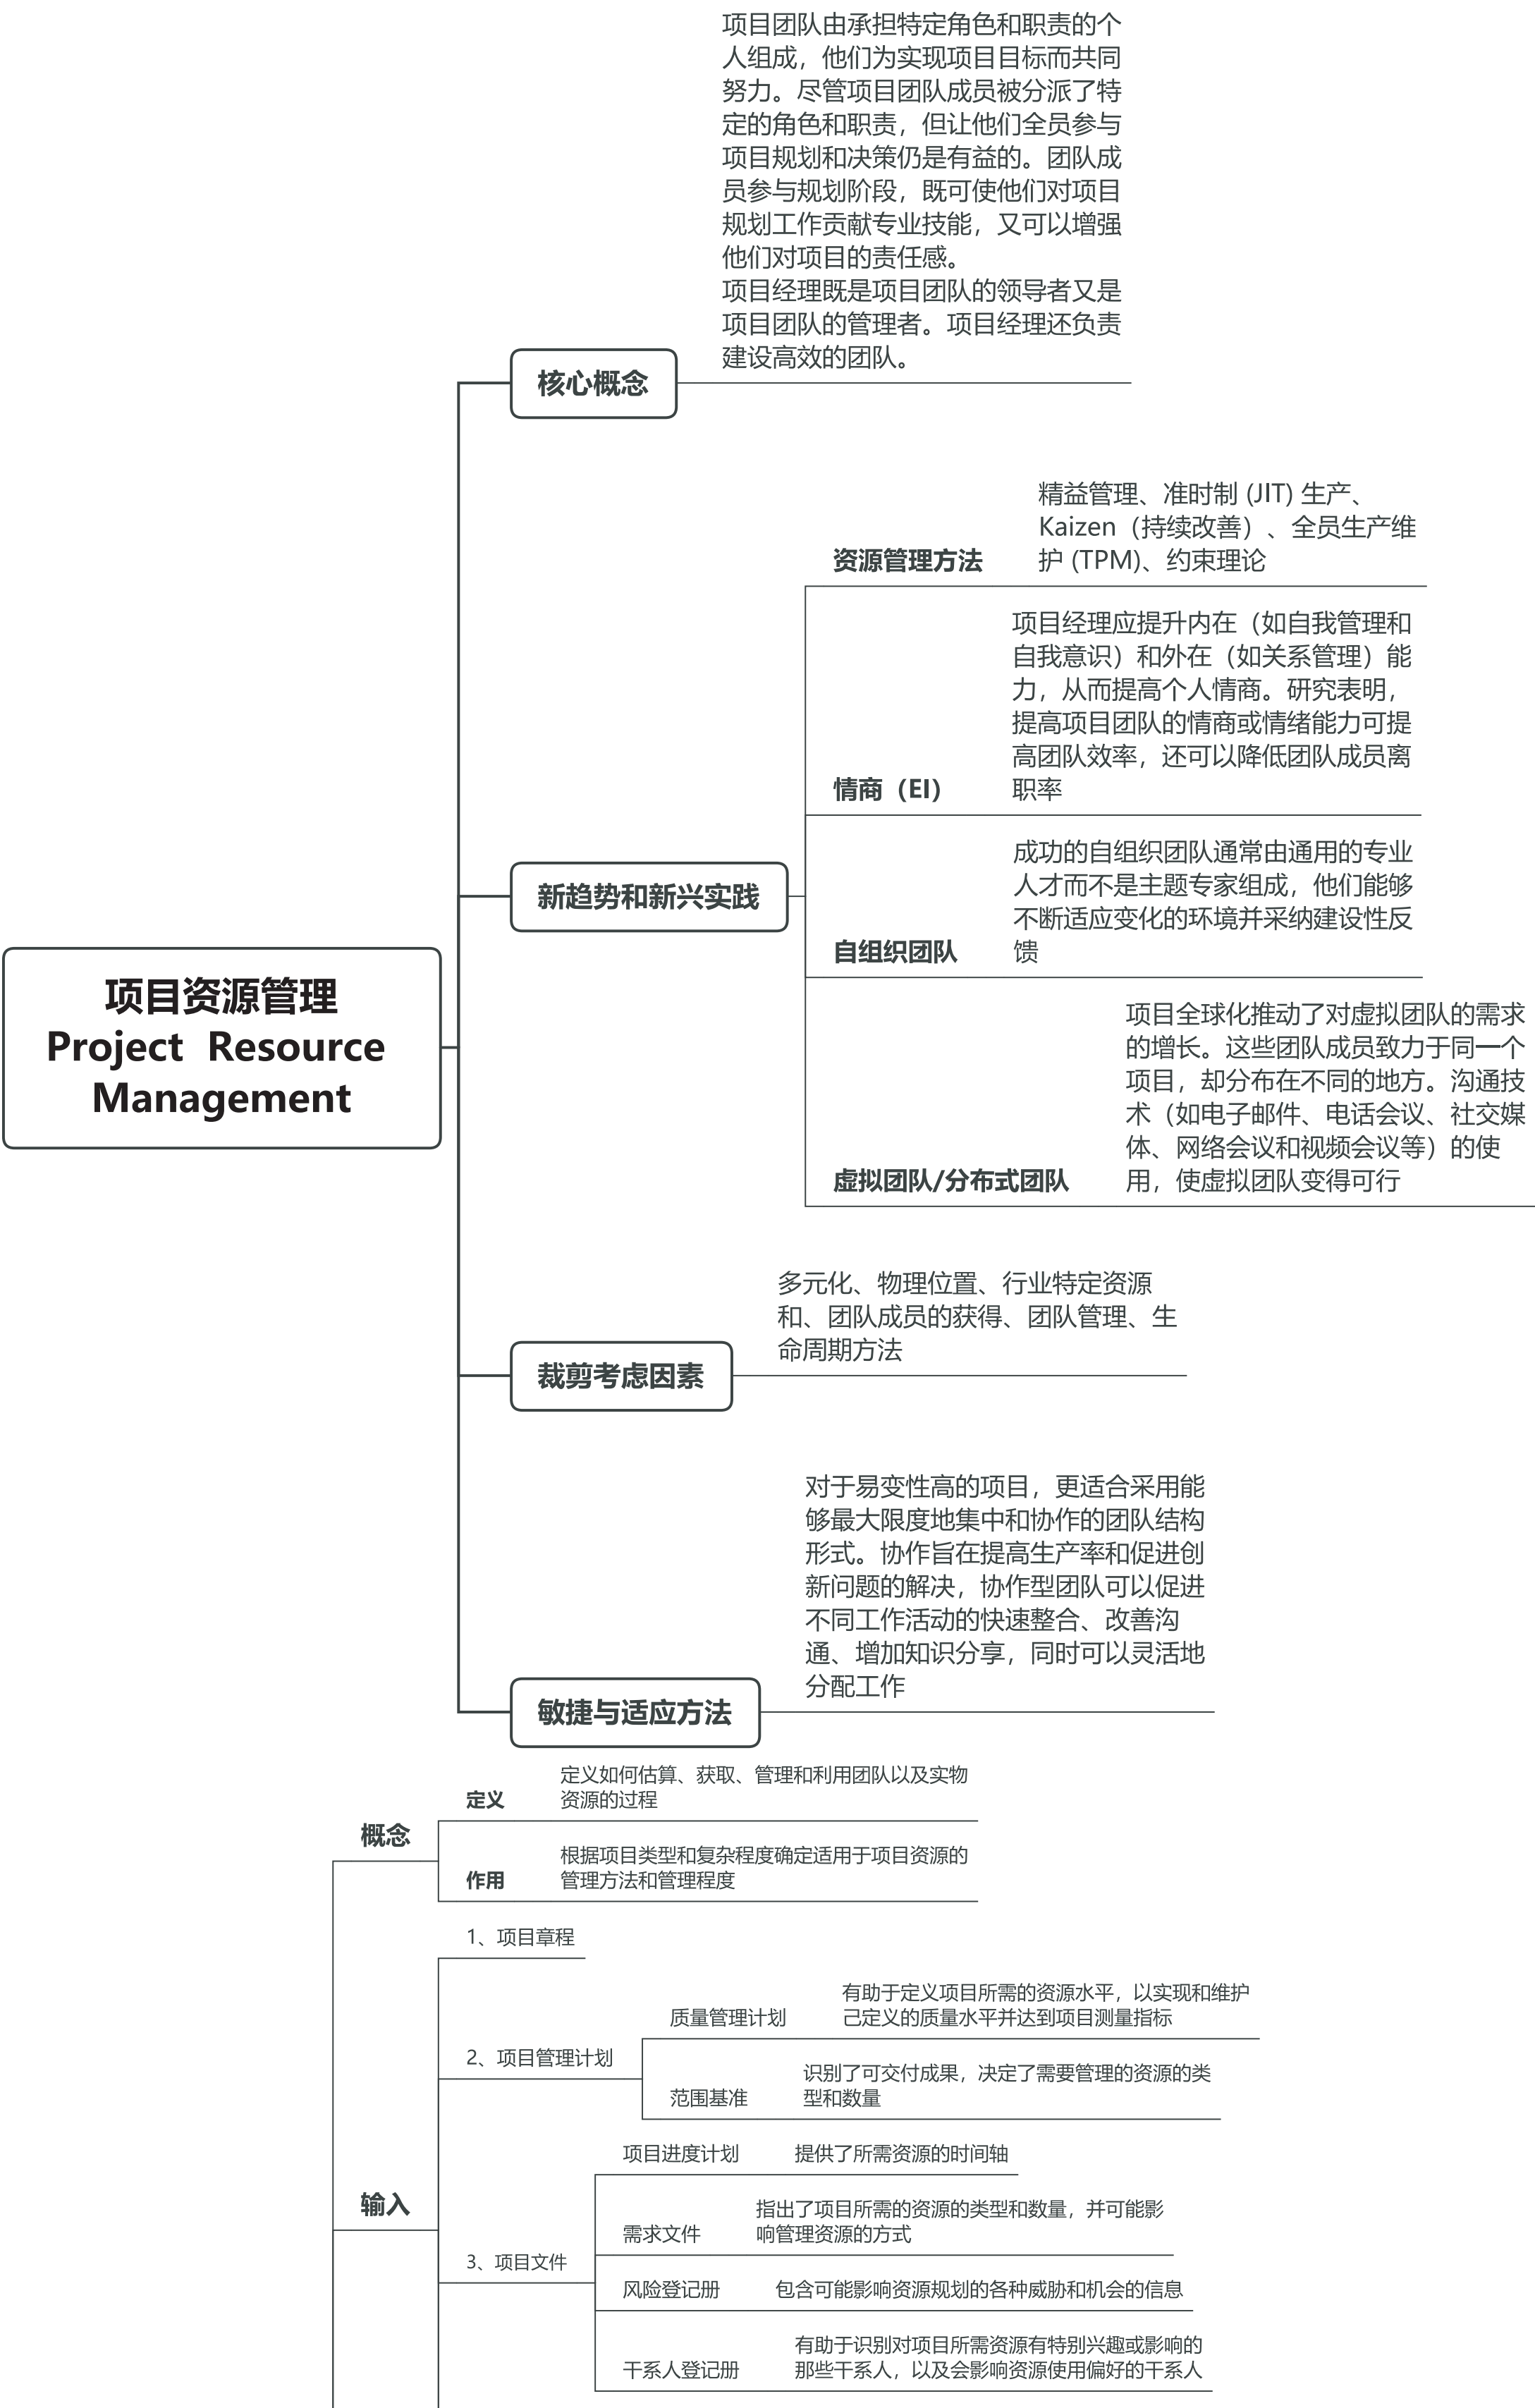 项目团队由承担特定角色和职责的个
人组成，他们为实现项目目标而共同
努力。尽管项目团队成员被分派了特
定的角色和职责，但让他们全员参与
项目规划和决策仍是有益的。团队成
员参与规划阶段，既可使他们对项目
规划工作贡献专业技能，又可以增强
他们对项目的责任感。
项目经理既是项目团队的领导者又是
项目团队的管理者。项目经理还负责
建设高效的团队。
核心概念
精益管理、准时制 (JIT) 生产、
Kaizen（持续改善）、全员生产维
护 (TPM)、约束理论
资源管理方法
项目经理应提升内在（如自我管理和
自我意识）和外在（如关系管理）能
力，从而提高个人情商。研究表明，
提高项目团队的情商或情绪能力可提
高团队效率，还可以降低团队成员离
职率
情商（EI）
成功的自组织团队通常由通用的专业
人才而不是主题专家组成，他们能够
不断适应变化的环境并采纳建设性反
馈
自组织团队
新趋势和新兴实践
项目全球化推动了对虚拟团队的需求
的增长。这些团队成员致力于同一个
项目，却分布在不同的地方。沟通技
术（如电子邮件、电话会议、社交媒
体、网络会议和视频会议等）的使
用，使虚拟团队变得可行
虚拟团队/分布式团队
项目资源管理
Project Resource
Management
多元化、物理位置、行业特定资源
和、团队成员的获得、团队管理、生
命周期方法
裁剪考虑因素
对于易变性高的项目，更适合采用能
够最大限度地集中和协作的团队结构
形式。协作旨在提高生产率和促进创
新问题的解决，协作型团队可以促进
不同工作活动的快速整合、改善沟
通、增加知识分享，同时可以灵活地
分配工作
敏捷与适应方法
定义如何估算、获取、管理和利用团队以及实物
资源的过程
定义
概念
根据项目类型和复杂程度确定适用于项目资源的
管理方法和管理程度
作用
1、项目章程
有助于定义项目所需的资源水平，以实现和维护
己定义的质量水平并达到项目测量指标
质量管理计划
2、项目管理计划
识别了可交付成果，决定了需要管理的资源的类
型和数量
范围基准
项目进度计划 提供了所需资源的时间轴
输入
指出了项目所需的资源的类型和数量，并可能影
响管理资源的方式
需求文件
3、项目文件
风险登记册 包含可能影响资源规划的各种威胁和机会的信息
有助于识别对项目所需资源有特别兴趣或影响的
那些干系人，以及会影响资源使用偏好的干系人
干系人登记册